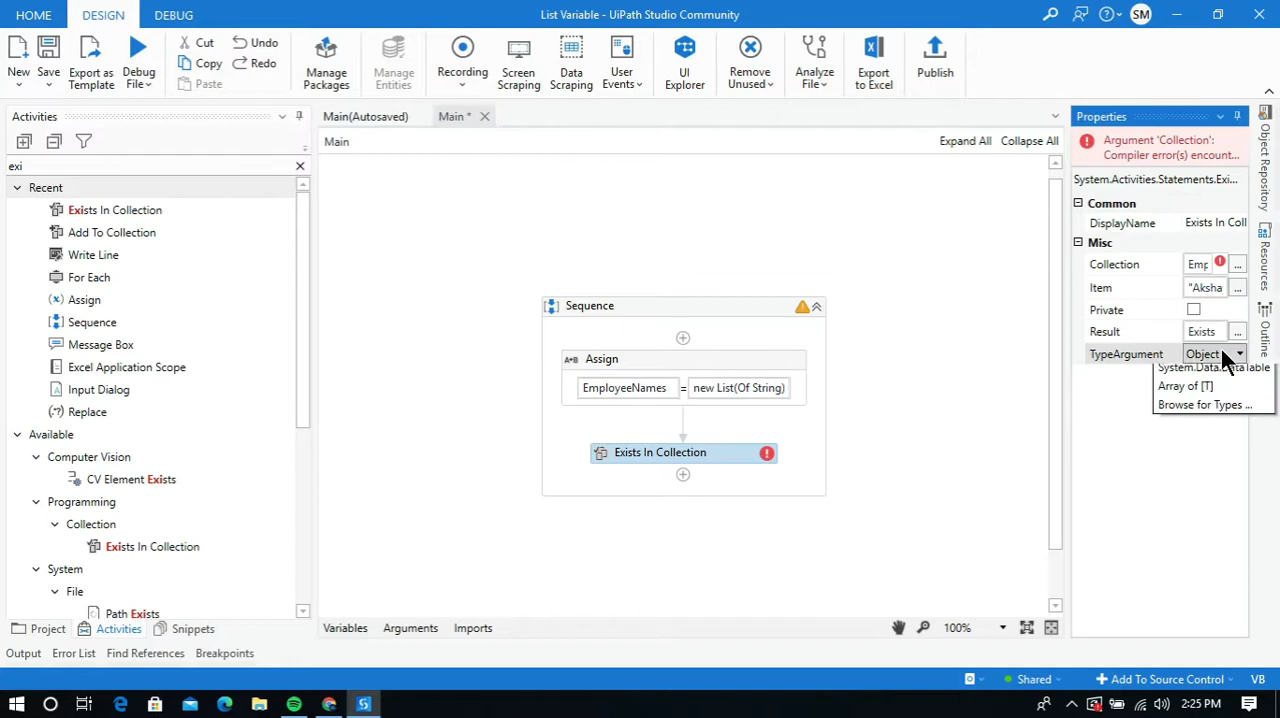 HOME
DESIGN
DEBUG
List Variable - UiPath Studio Community
SM
New
Save
Export as Template
Debug File
Cut
Copy
Paste
Undo
Redo
Manage Packages
Manage Entities
Recording
Screen Scraping
Data Scraping
User Events
UI Explorer
Remove Unused
Analyze File
Export to Excel
Publish
Activities
exi
Recent
Exists In Collection
Add To Collection
Write Line
For Each
Assign
Sequence
Message Box
Excel Application Scope
Input Dialog
Replace
Available
Computer Vision
CV Element Exists
Programming
Collection
Exists In Collection
System
File
Path Exists
Project
Activities
Snippets
Main(Autosaved)
Main *
Main
Expand All
Collapse All
Sequence
Assign
A+B
EmployeeNames
=
new List(Of String)
Exists In Collection
Variables
Arguments
Imports
100%
Properties
Argument 'Collection':
Compiler error(s) encount...
System.Activities.Statements.Exi...
Common
DisplayName
Exists In Coll
Misc
Collection
Emp
...
Item
"Aksha
...
Private
Result
Exists
...
TypeArgument
Object
System.Data.DataTable
Array of [T]
Browse for Types ...
Object Repository
Resources
Outline
Output
Error List
Find References
Breakpoints
Shared
Add To Source Control
VB
2:25 PM